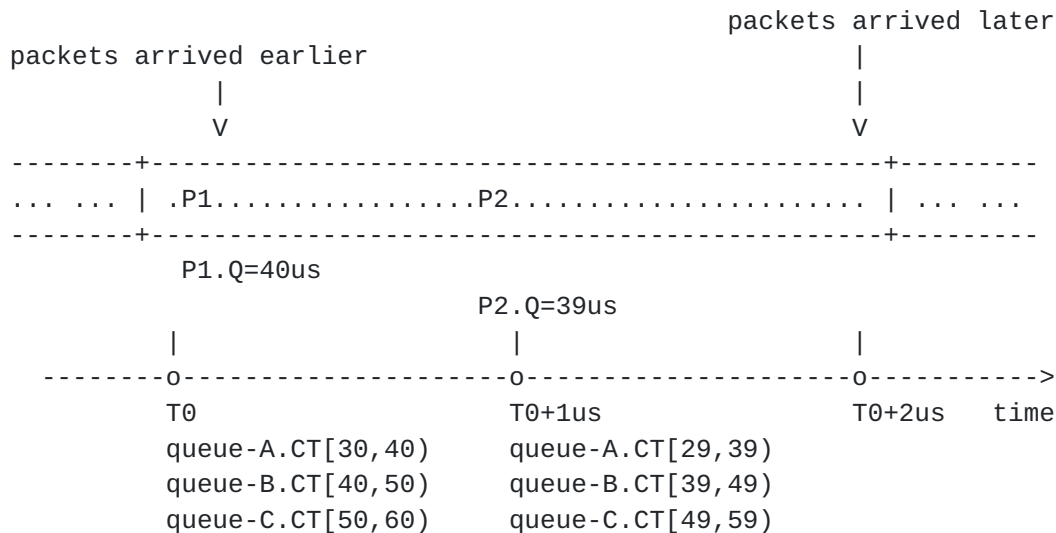 packets arrived later
packets arrived earlier                               |
             |                                        |
             V                                        V
--------+-----------------------------------------------+---------
... ... | .P1.................P2....................... | ... ...
--------+-----------------------------------------------+---------
           P1.Q=40us
                              P2.Q=39us
          |                      |                      |
  --------o---------------------o---------------------o----------->
          T0                    T0+1us                T0+2us   time
          queue-A.CT[30,40)     queue-A.CT[29,39)
          queue-B.CT[40,50)     queue-B.CT[39,49)
          queue-C.CT[50,60)     queue-C.CT[49,59)